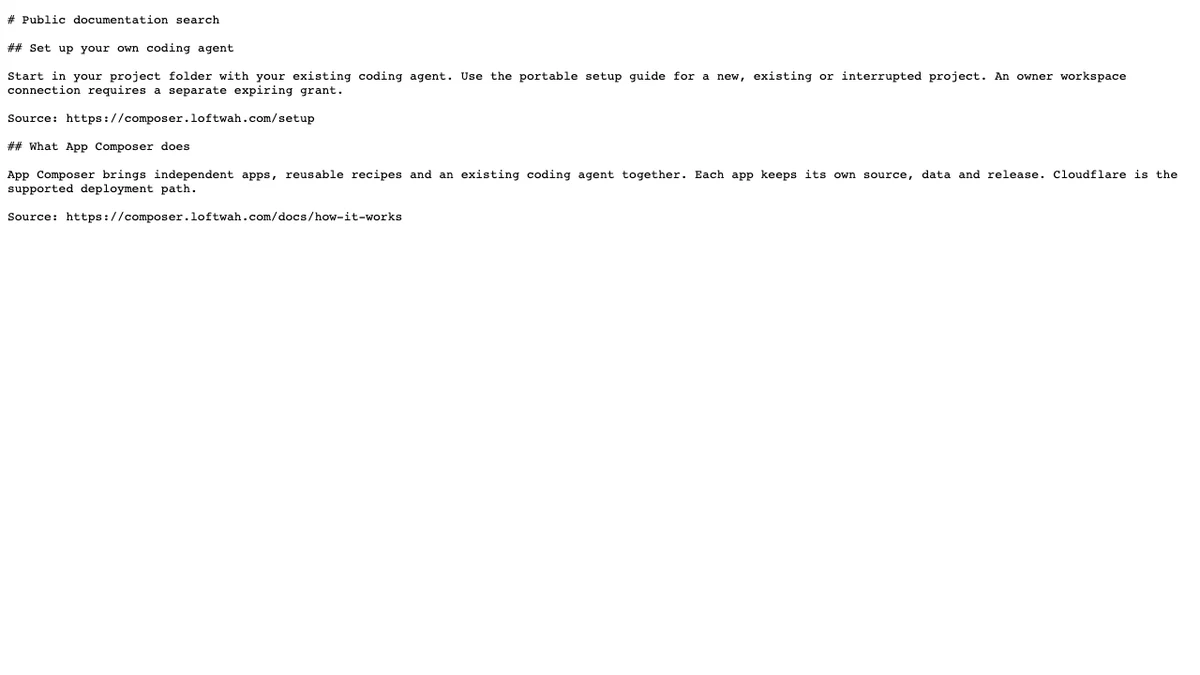 # Public documentation search
## Set up your own coding agent
Start in your project folder with your existing coding agent. Use the portable setup guide for a new, existing or interrupted project. An owner workspace
connection requires a separate expiring grant.
Source: https://composer.loftwah.com/setup
## What App Composer does
App Composer brings independent apps, reusable recipes and an existing coding agent together. Each app keeps its own source, data and release. Cloudflare is the
supported deployment path.
Source: https://composer.loftwah.com/docs/how-it-works